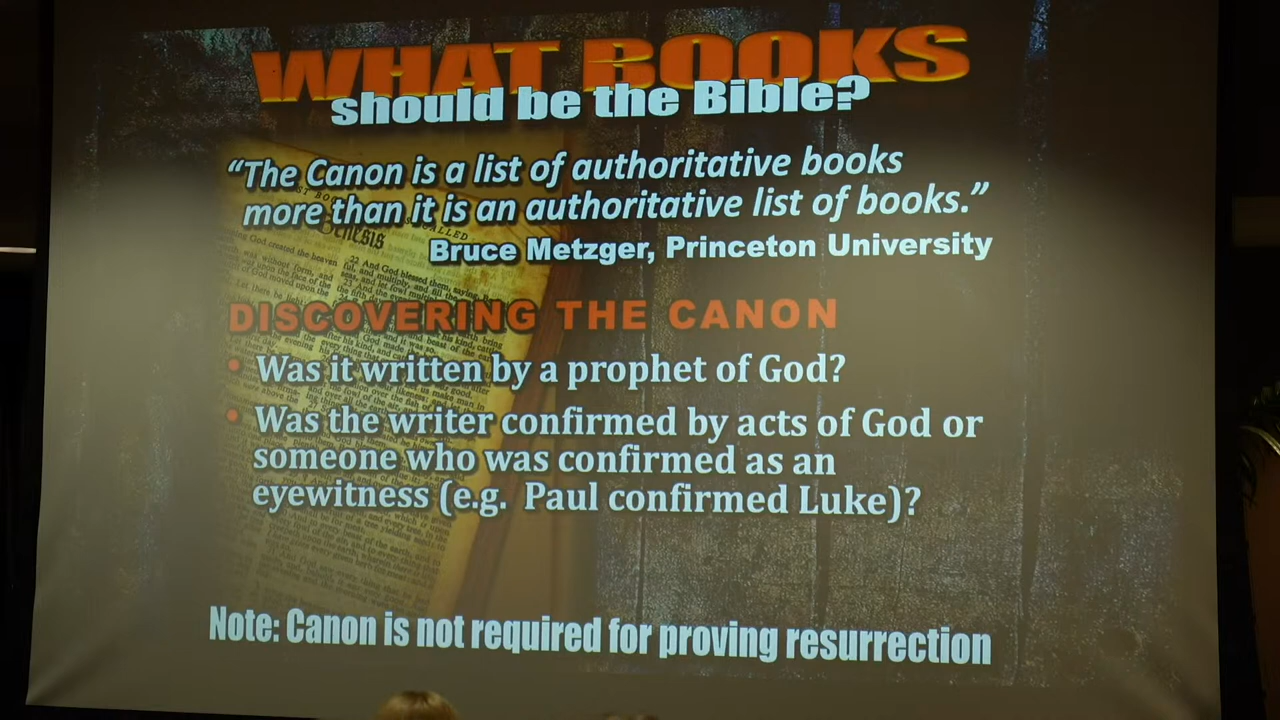 WHAT BOOKS
should be the Bible?
“The Canon is a list of authoritative books
more than it is an authoritative list of books.”
Bruce Metzger, Princeton University
Genesis
DISCOVERING THE CANON
• Was it written by a prophet of God?
• Was the writer confirmed by acts of God or
someone who was confirmed as an
eyewitness (e.g. Paul confirmed Luke)?
Note: Canon is not required for proving resurrection